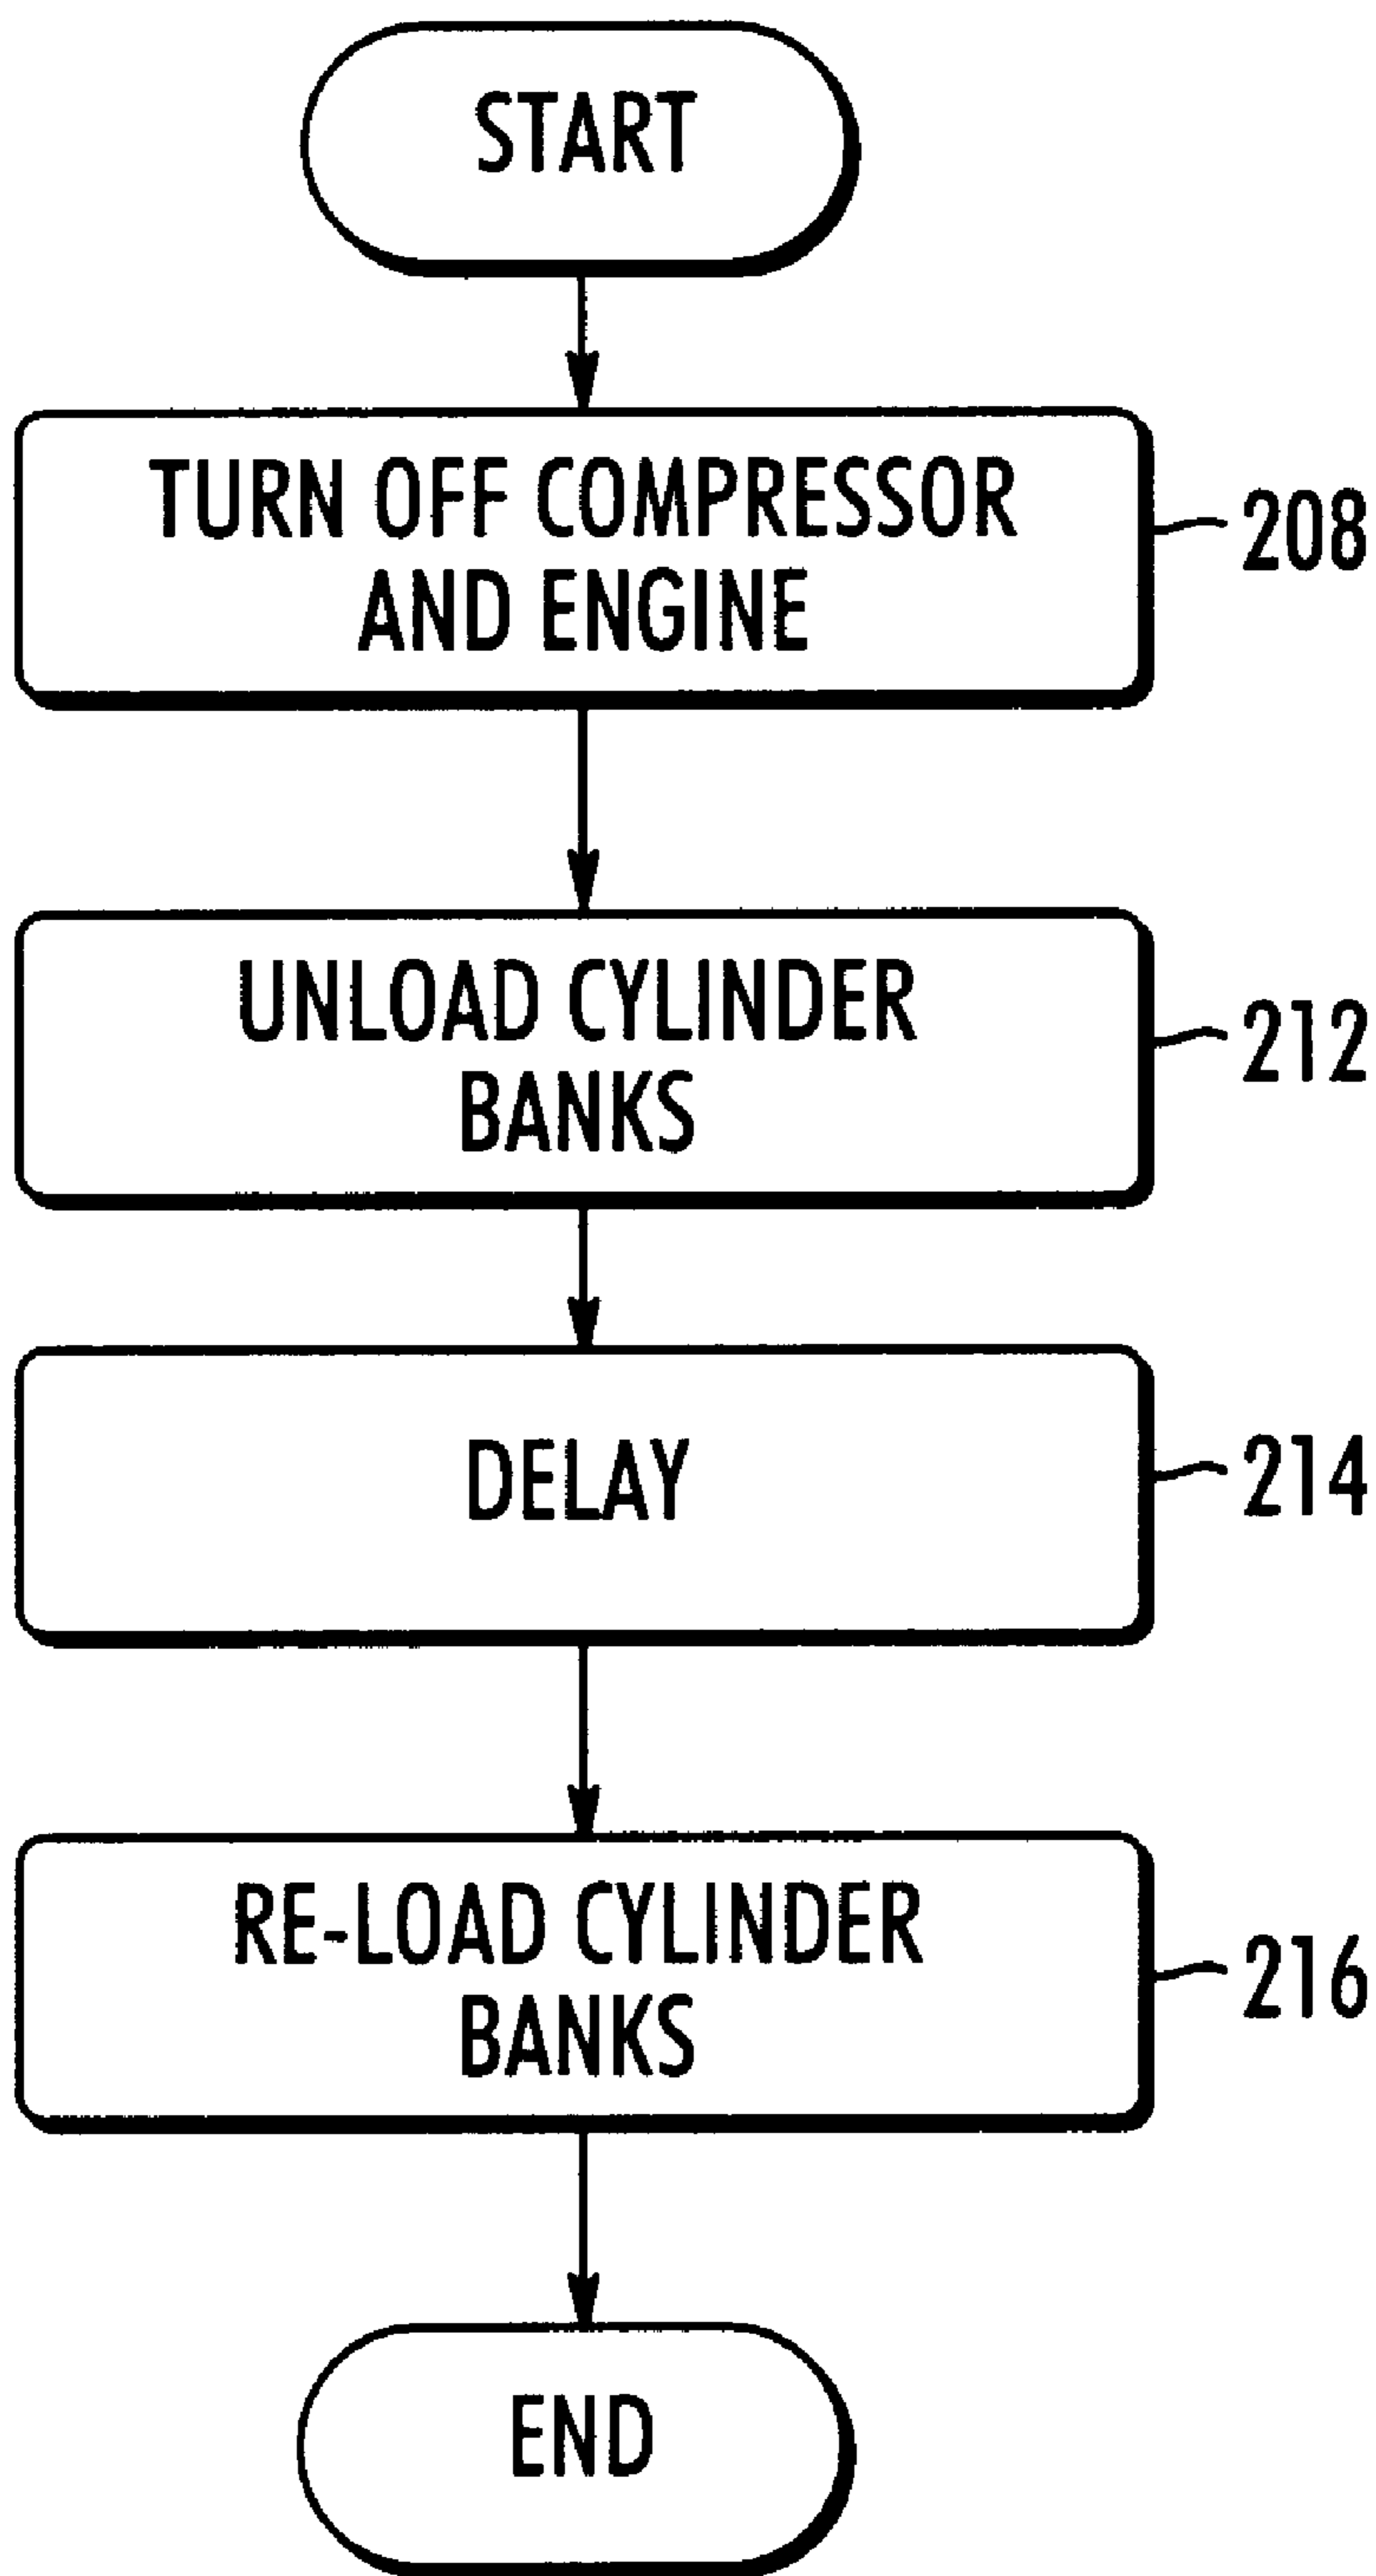 START
TURN OFF COMPRESSOR
AND ENGINE
208
UNLOAD CYLINDER
BANKS
212
DELAY
214
RE-LOAD CYLINDER
BANKS
216
END